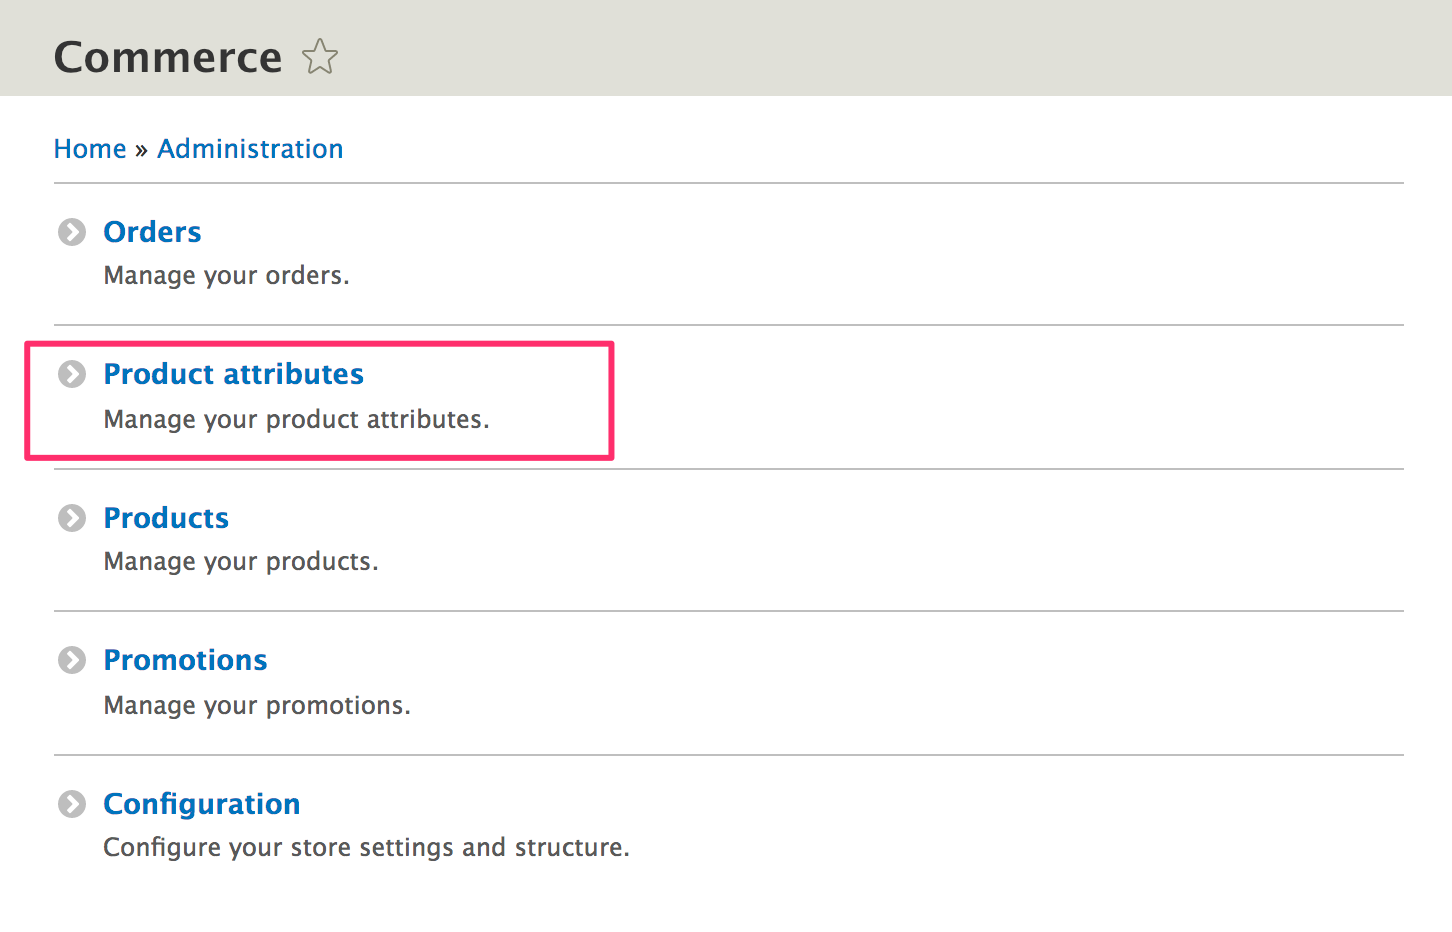 Commerce
Home » Administration
Orders
Manage your orders.
Product attributes
Manage your product attributes.
Products
Manage your products.
Promotions
Manage your promotions.
Configuration
Configure your store settings and structure.